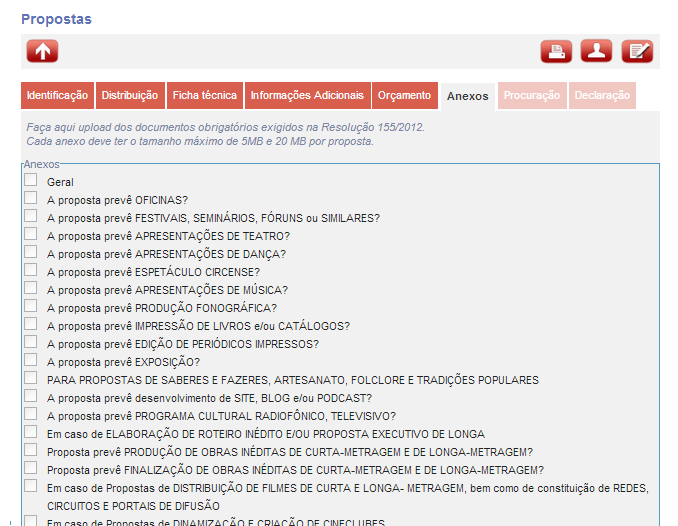 Propostas
Identificação Distribuição Ficha técnica Informações Adicionais Orçamento Anexos Procuração Declaração
Faça aqui upload dos documentos obrigatórios exigidos na Resolução 155/2012.
Cada anexo deve ter o tamanho máximo de 5MB e 20 MB por proposta.
Anexos
Geral
A proposta prevê OFICINAS?
A proposta prevê FESTIVAIS, SEMINÁRIOS, FÓRUNS ou SIMILARES?
A proposta prevê APRESENTAÇÕES DE TEATRO?
A proposta prevê APRESENTAÇÕES DE DANÇA?
A proposta prevê ESPETÁCULO CIRCENSE?
A proposta prevê APRESENTAÇÕES DE MÚSICA?
A proposta prevê PRODUÇÃO FONOGRÁFICA?
A proposta prevê IMPRESSÃO DE LIVROS e/ou CATÁLOGOS?
A proposta prevê EDIÇÃO DE PERIÓDICOS IMPRESSOS?
A proposta prevê EXPOSIÇÃO?
PARA PROPOSTAS DE SABERES E FAZERES, ARTESANATO, FOLCLORE E TRADIÇÕES POPULARES
A proposta prevê desenvolvimento de SITE, BLOG e/ou PODCAST?
A proposta prevê PROGRAMA CULTURAL RADIOFÔNICO, TELEVISIVO?
Em caso de ELABORAÇÃO DE ROTEIRO INÉDITO E/OU PROPOSTA EXECUTIVO DE LONGA
Proposta prevê PRODUÇÃO DE OBRAS INÉDITAS DE CURTA-METRAGEM E DE LONGA-METRAGEM?
Proposta prevê FINALIZAÇÃO DE OBRAS INÉDITAS DE CURTA-METRAGEM E DE LONGA-METRAGEM?
Em caso de Propostas de DISTRIBUIÇÃO DE FILMES DE CURTA E LONGA- METRAGEM, bem como de constituição de REDES,
CIRCUITOS E PORTAIS DE DIFUSÃO
Em caso de Propostas de DINAMIZAÇÃO E CRIAÇÃO DE CINECLUBES